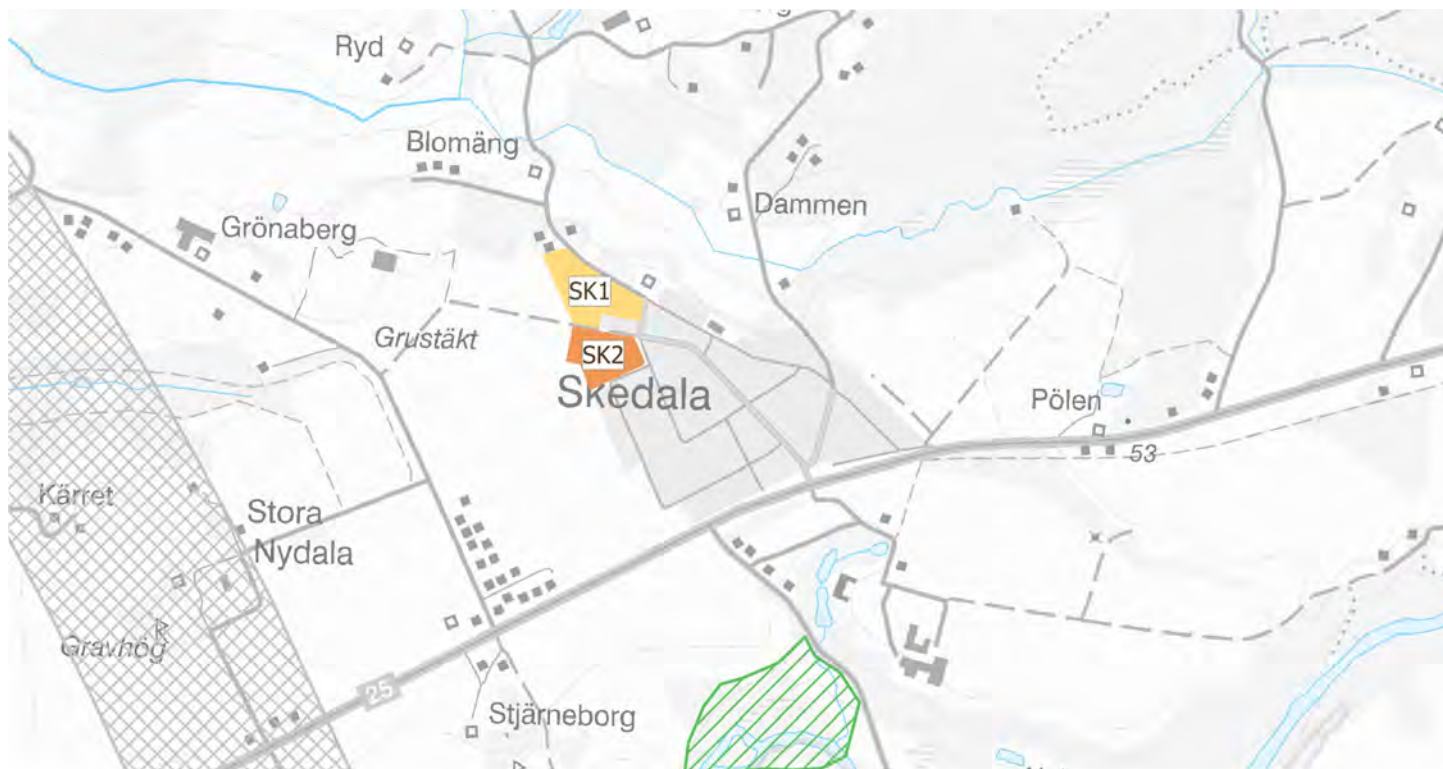 Ryd
Blomäng
Dammen
Grönaberg
SK1
Grustäkt
SK2
Skedala
Pölen
53
Kärret
Stora
Nydala
Gravhög
25
Stjärneborg